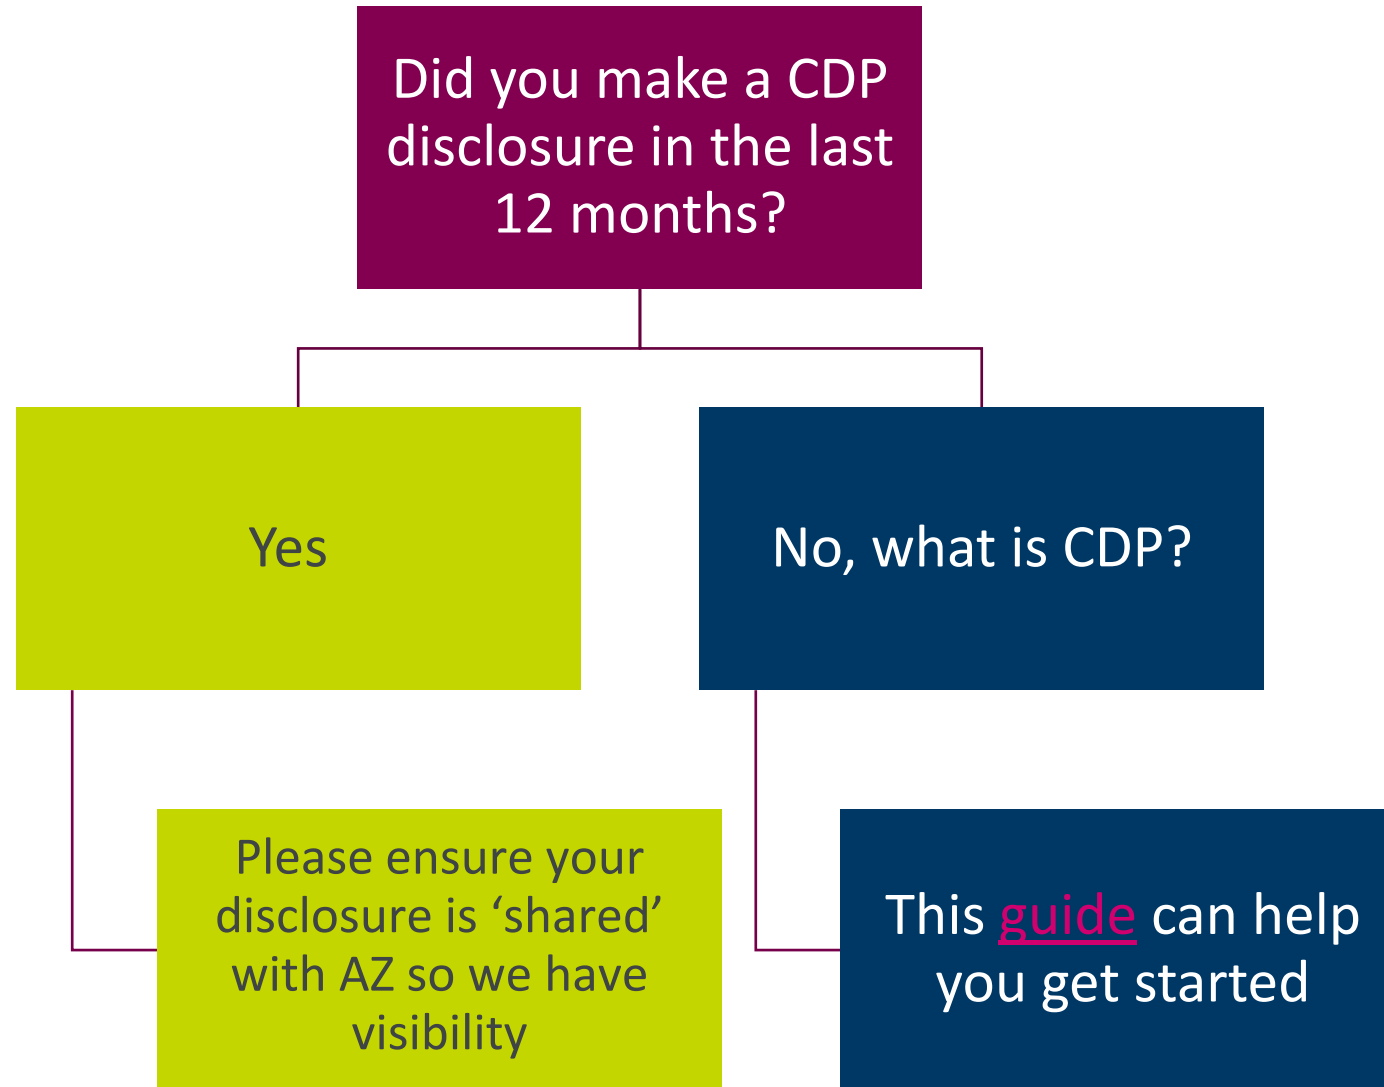 Did you make a CDP
disclosure in the last
12 months?
Yes
No, what is CDP?
Please ensure your
disclosure is ‘shared’
with AZ so we have
visibility
This guide can help
you get started